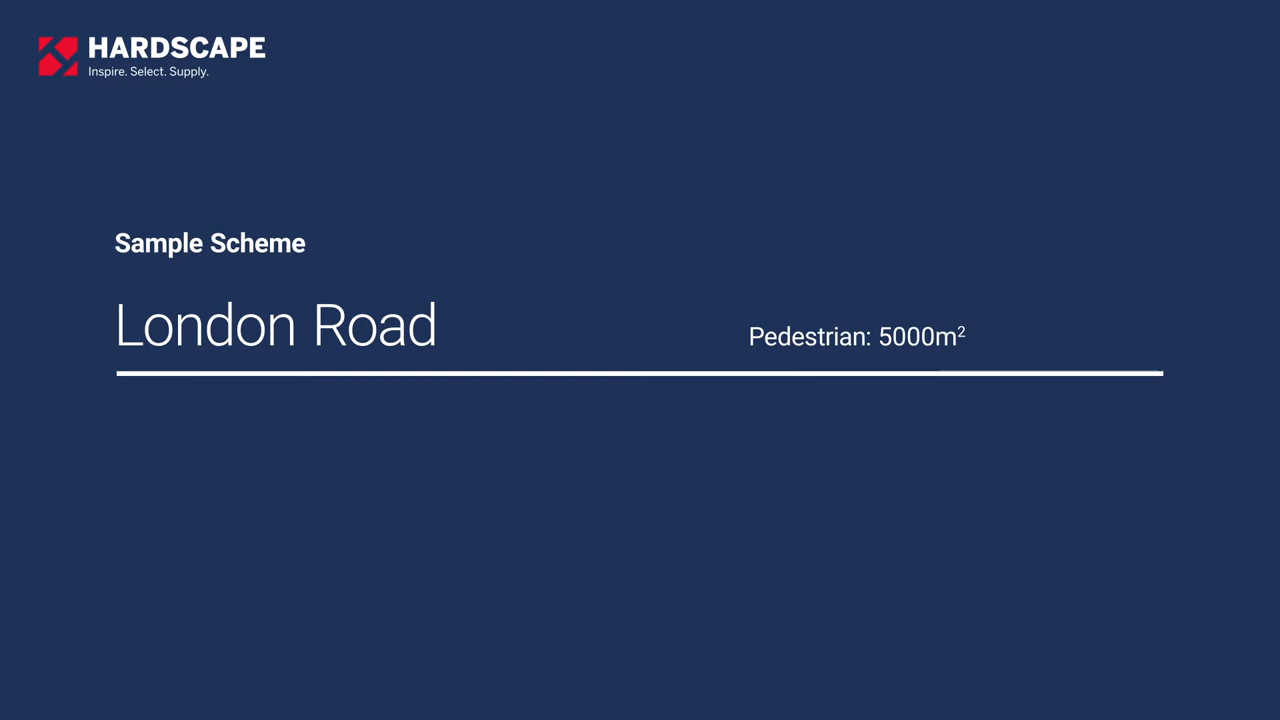 HARDSCAPE
Inspire. Select. Supply.
Sample Scheme
London Road
Pedestrian: 5000m²